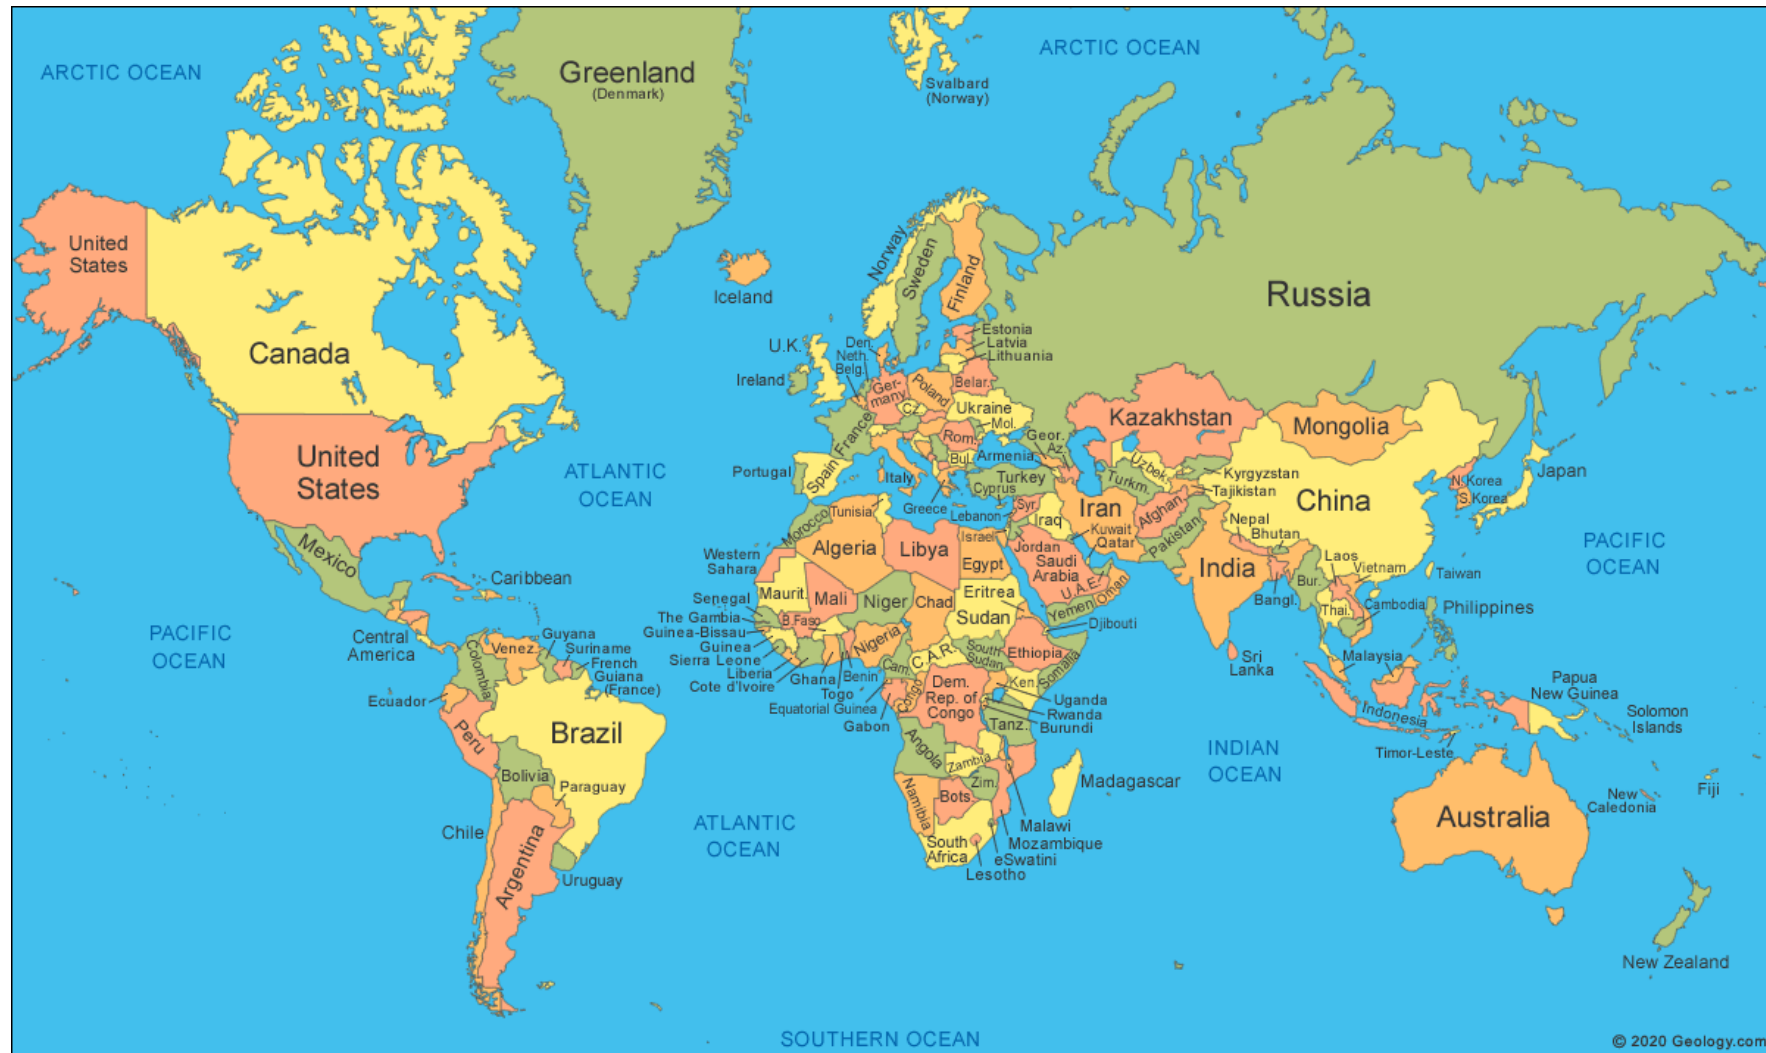 ARCTIC OCEAN
Greenland
(Denmark)
Svalbard
(Norway)
ARCTIC OCEAN
United
States
Canada
Iceland
Norway
Sweden
Finland
Russia
Estonia
Latvia
Lithuania
U.K.
Ireland
Den.
Neth.
Belg.
Ger-
many
Poland
Belar.
CZ.
Ukraine
Mol.
France
Rom.
Bul.
Geor.
Az.
Armenia
Kazakhstan
Mongolia
United
States
ATLANTIC
OCEAN
Portugal
Spain
Italy
Greece
Turkey
Cyprus
Lebanon
Syr.
Iraq
Iran
Uzbek.
Turkm.
Kyrgyzstan
Tajikistan
Afghan.
Pakistan
China
N. Korea
S. Korea
Japan
PACIFIC
OCEAN
Mexico
Caribbean
Central
America
PACIFIC
OCEAN
Morocco
Tunisia
Algeria
Libya
Egypt
Israel
Jordan
Kuwait
Qatar
Saudi
Arabia
U.A.E.
Oman
Yemen
Nepal
Bhutan
India
Bangl.
Bur.
Laos
Vietnam
Thai.
Cambodia
Taiwan
Philippines
Western
Sahara
Maurit.
Mali
Niger
Chad
Sudan
Eritrea
Djibouti
Senegal
The Gambia
Guinea-Bissau
Guinea
Sierra Leone
Liberia
Cote d'Ivoire
B.Faso
Ghana
Togo
Benin
Nigeria
Cam.
C.A.R.
South
Sudan
Ethiopia
Somalia
Equatorial Guinea
Gabon
Congo
Dem.
Rep. of
Congo
Ken.
Uganda
Rwanda
Burundi
Tanz.
Sri
Lanka
Malaysia
Indonesia
Papua
New Guinea
Solomon
Islands
Timor-Leste
Venez.
Guyana
Suriname
French
Guiana
(France)
Colombia
Ecuador
Peru
Brazil
Bolivia
Paraguay
Chile
Argentina
Uruguay
ATLANTIC
OCEAN
Angola
Zambia
Zim.
Namibia
Bots.
South
Africa
Malawi
Mozambique
eSwatini
Lesotho
Madagascar
INDIAN
OCEAN
Australia
New
Caledonia
Fiji
New Zealand
SOUTHERN OCEAN
© 2020 Geology.com